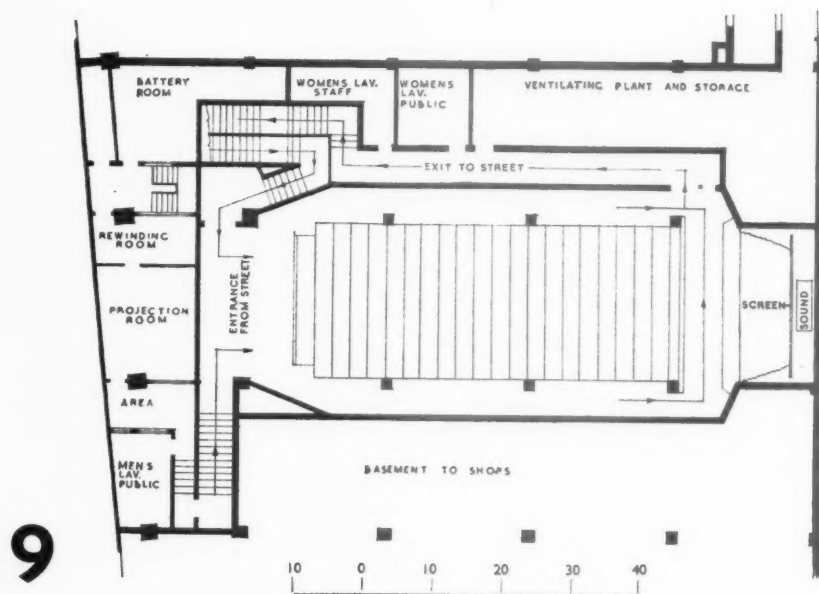 BATTERY
ROOM
WOMENS LAV.
STAFF
WOMENS
LAV.
PUBLIC
VENTILATING PLANT AND STORAGE
EXIT TO STREET
REWINDING
ROOM
PROJECTION
ROOM
ENTRANCE
FROM STREET
SCREEN
SOUND
AREA
MENS
LAV.
PUBLIC
BASEMENT TO SHOPS
9
10 0 10 20 30 40